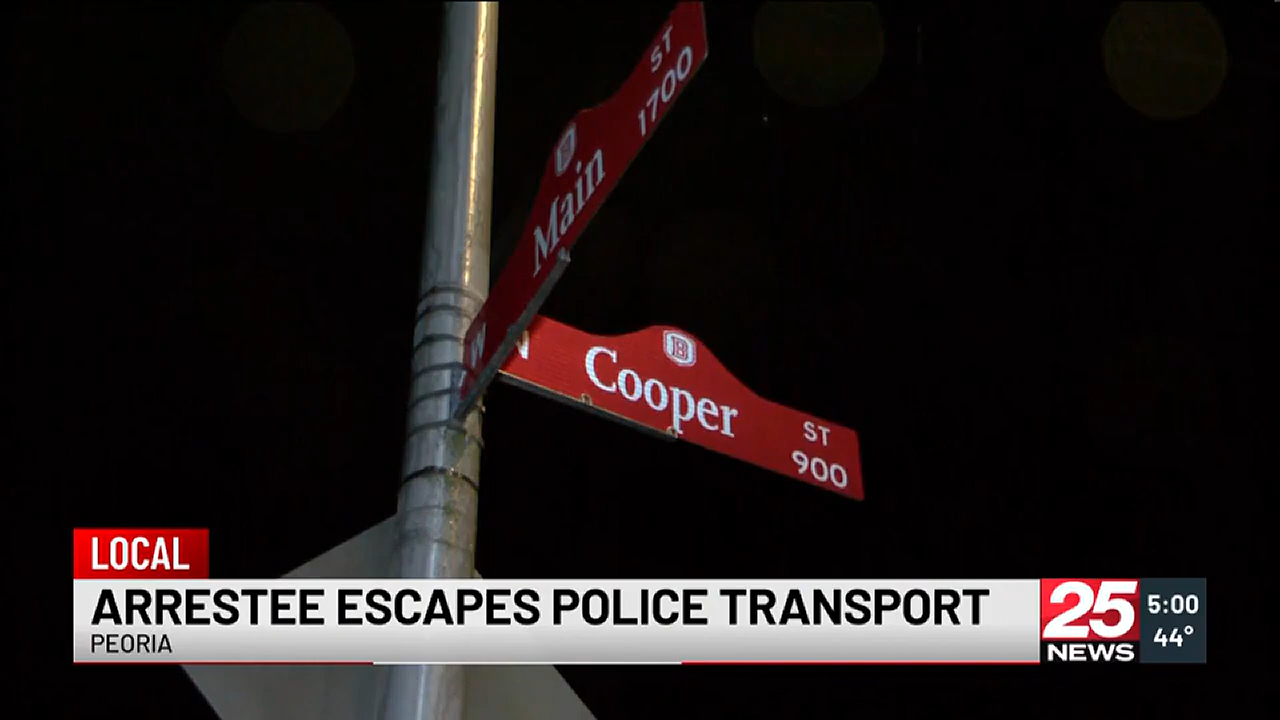 ST
1700
Main
W
N
Cooper
B
ST
900
LOCAL
ARRESTEE ESCAPES POLICE TRANSPORT
PEORIA
25
NEWS
5:00
44°